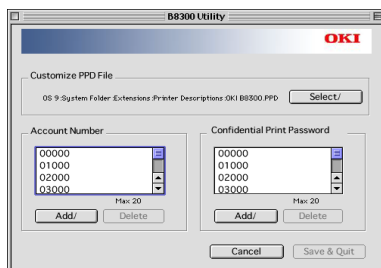 B8300 Utility
OKI
Customize PPD File
OS 9:System Folder:Extensions:Printer Descriptions:OKI B8300.PPD
Select/
Account Number
00000
01000
02000
03000
Max 20
Add/
Delete
Confidential Print Password
00000
01000
02000
03000
Max 20
Add/
Delete
Cancel
Save & Quit